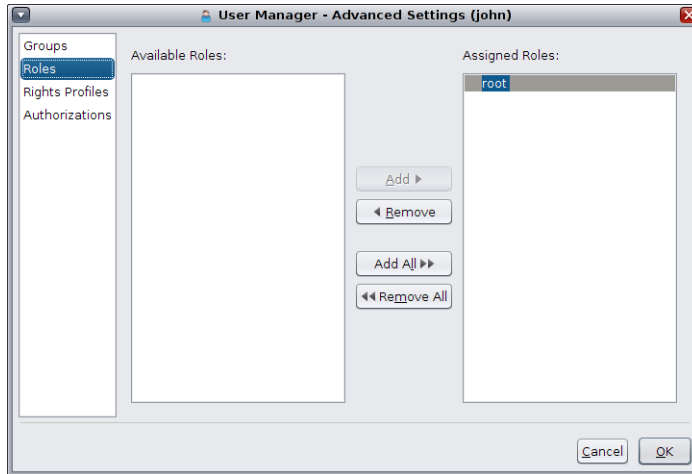 User Manager - Advanced Settings (john)
Groups
Roles
Rights Profiles
Authorizations
Available Roles:
Assigned Roles:
root
Add
Remove
Add All
Remove All
Cancel
OK